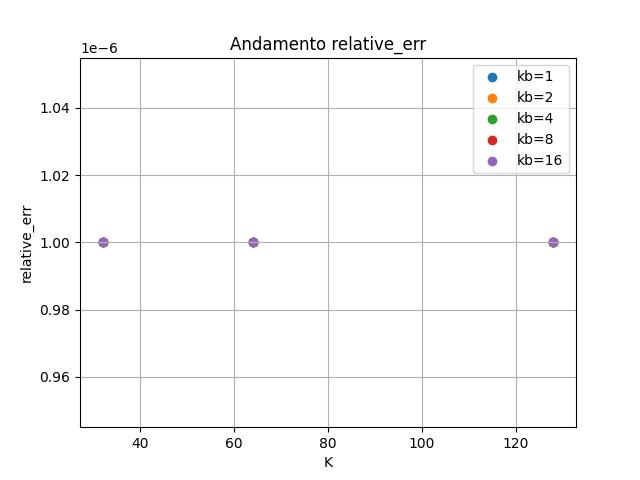 Andamento relative_err
1e−6
1.04
1.02
1.00
0.98
0.96
relative_err
40
60
80
100
120
K
kb=1
kb=2
kb=4
kb=8
kb=16